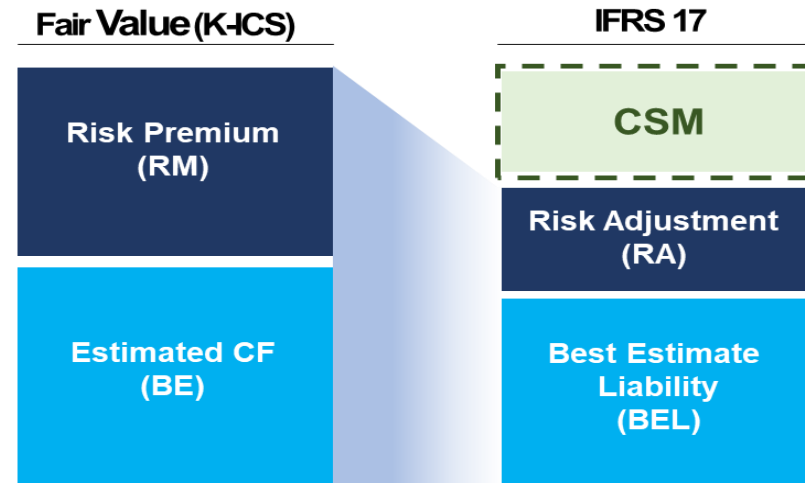 Fair Value (K-ICS)
Risk Premium
(RM)
Estimated CF
(BE)
IFRS 17
CSM
Risk Adjustment
(RA)
Best Estimate
Liability
(BEL)